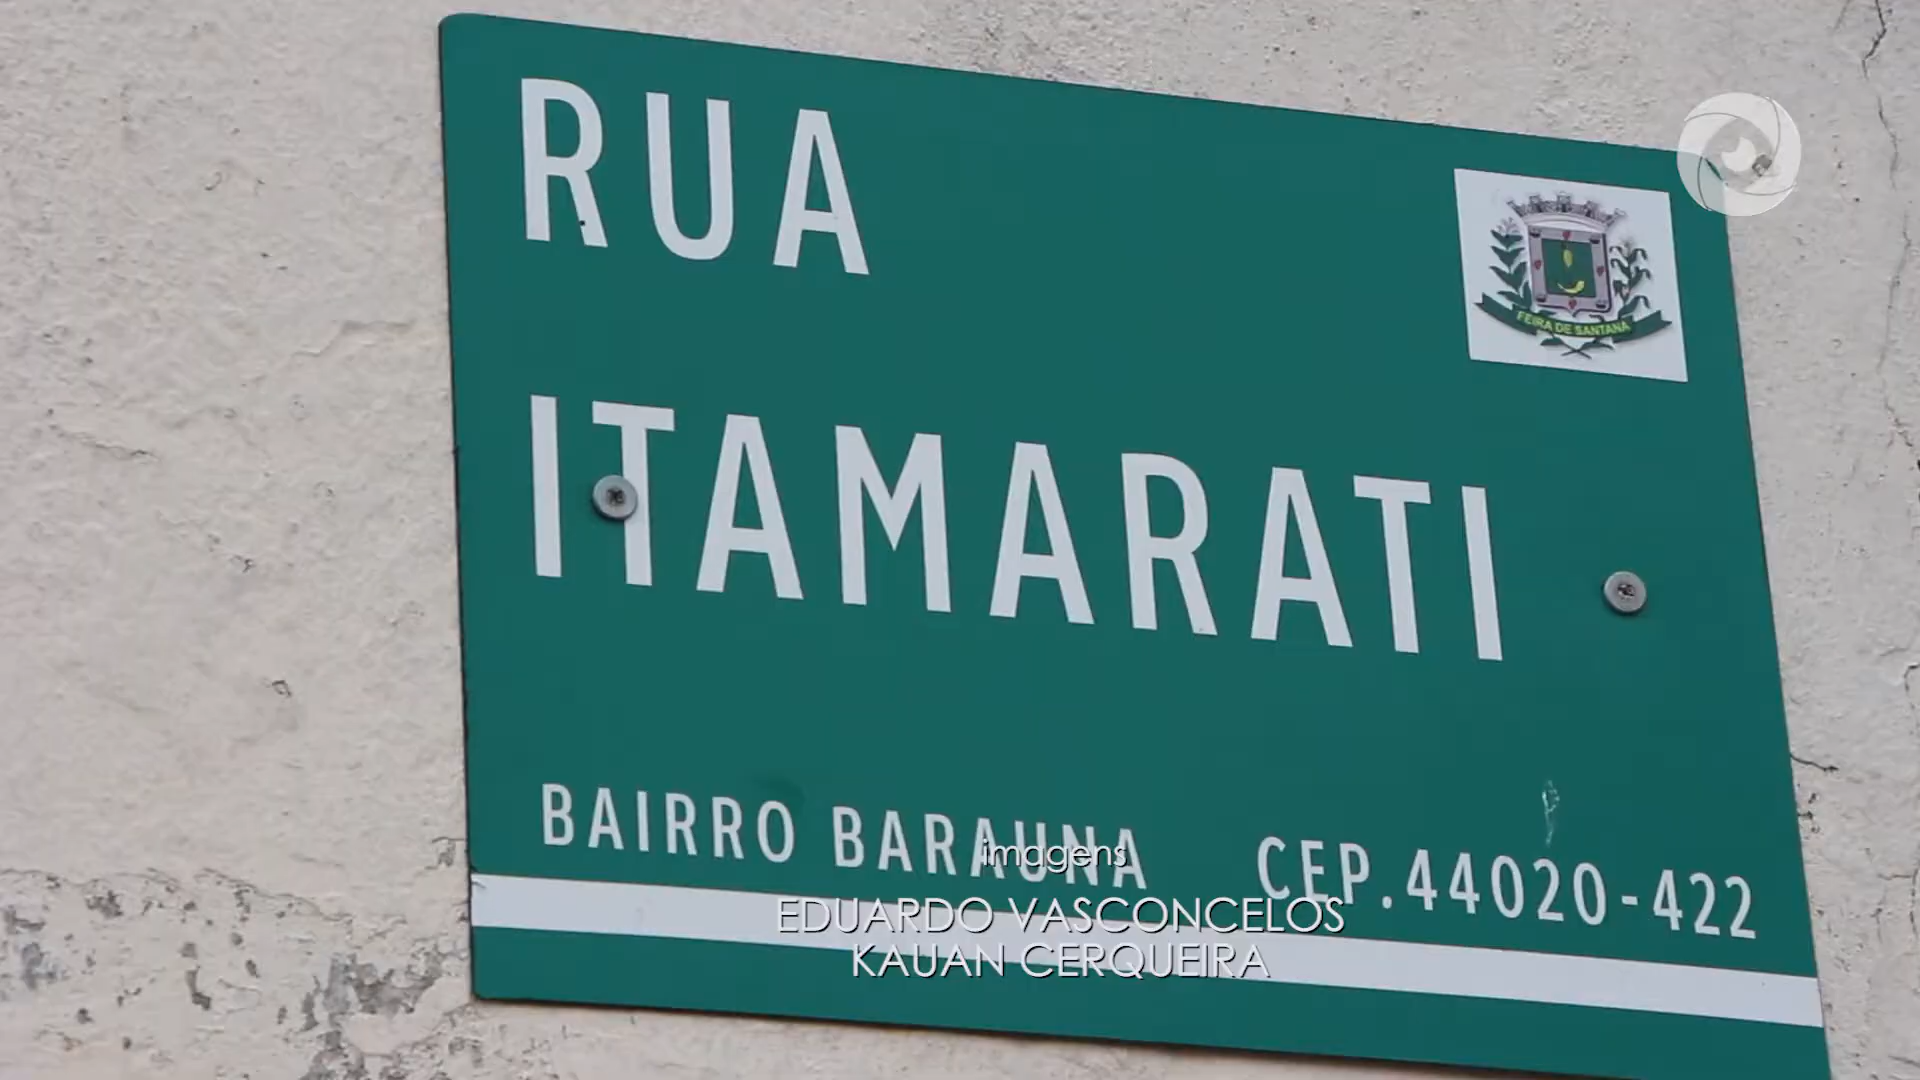 RUA
FEIRA DE SANTANA
ITAMARATI
BAIRRO BARAUNA CEP.44020-422
imagens
EDUARDO VASCONCELOS
KAUAN CERQUEIRA